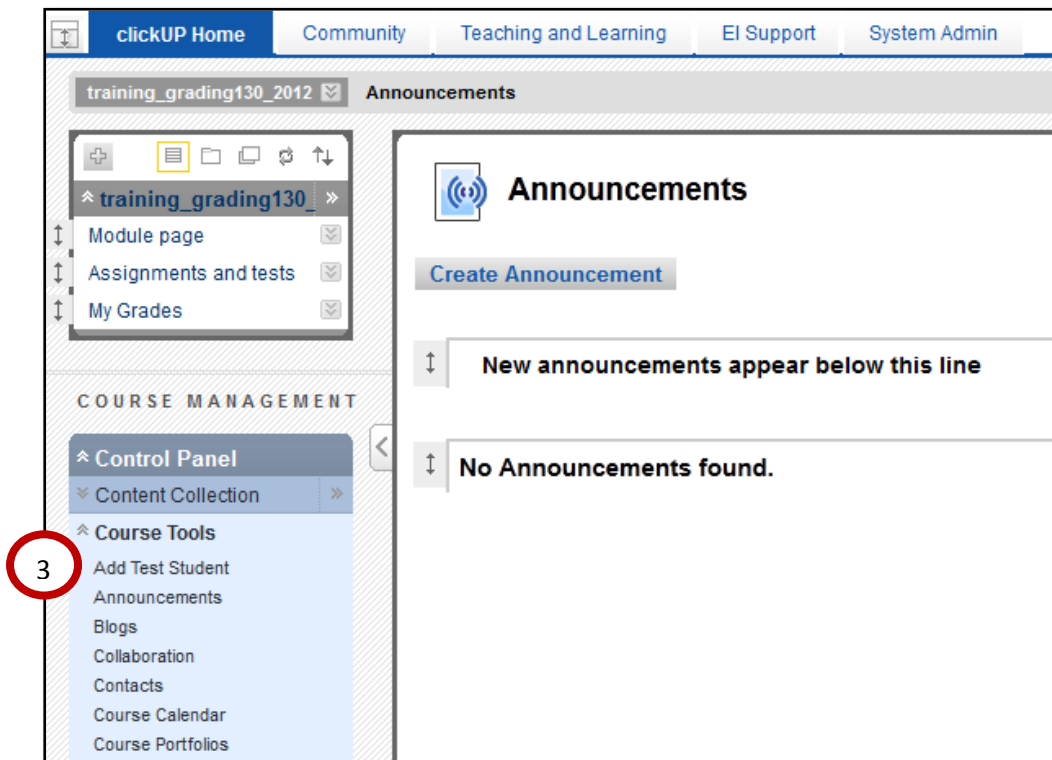 clickUP Home Community Teaching and Learning EI Support System Admin
training_grading130_2012 Announcements
training_grading130_
Module page
Assignments and tests
My Grades
COURSE MANAGEMENT
Control Panel
Content Collection
Course Tools
3
Add Test Student
Announcements
Blogs
Collaboration
Contacts
Course Calendar
Course Portfolios
Announcements
Create Announcement
New announcements appear below this line
No Announcements found.